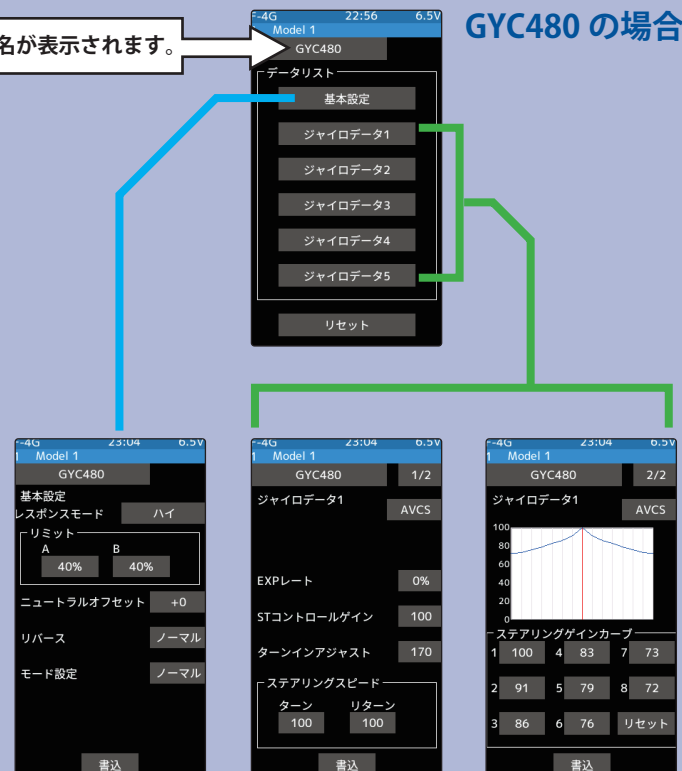 GYC480 の場合
名が表示されます。
-4G 22:56 6.5V
Model 1
GYC480
データリスト
基本設定
ジャイロデータ1
ジャイロデータ2
ジャイロデータ3
ジャイロデータ4
ジャイロデータ5
リセット
-4G 23:04 6.5V
1 Model 1
GYC480
基本設定
レスポンスモード ハイ
リミット
A B
40% 40%
ニュートラルオフセット +0
リバース ノーマル
モード設定 ノーマル
書込
-4G 23:04 6.5V
1 Model 1
GYC480 1/2
ジャイロデータ1
AVCS
EXPレート 0%
STコントロールゲイン 100
ターンインアジャスト 170
ステアリングスピード
ターン リターン
100 100
書込
-4G 23:04 6.5V
1 Model 1
GYC480 2/2
ジャイロデータ1
AVCS
100
80
60
40
20
0
ステアリングゲインカーブ
1 100 4 83 7 73
2 91 5 79 8 72
3 86 6 76 リセット
書込